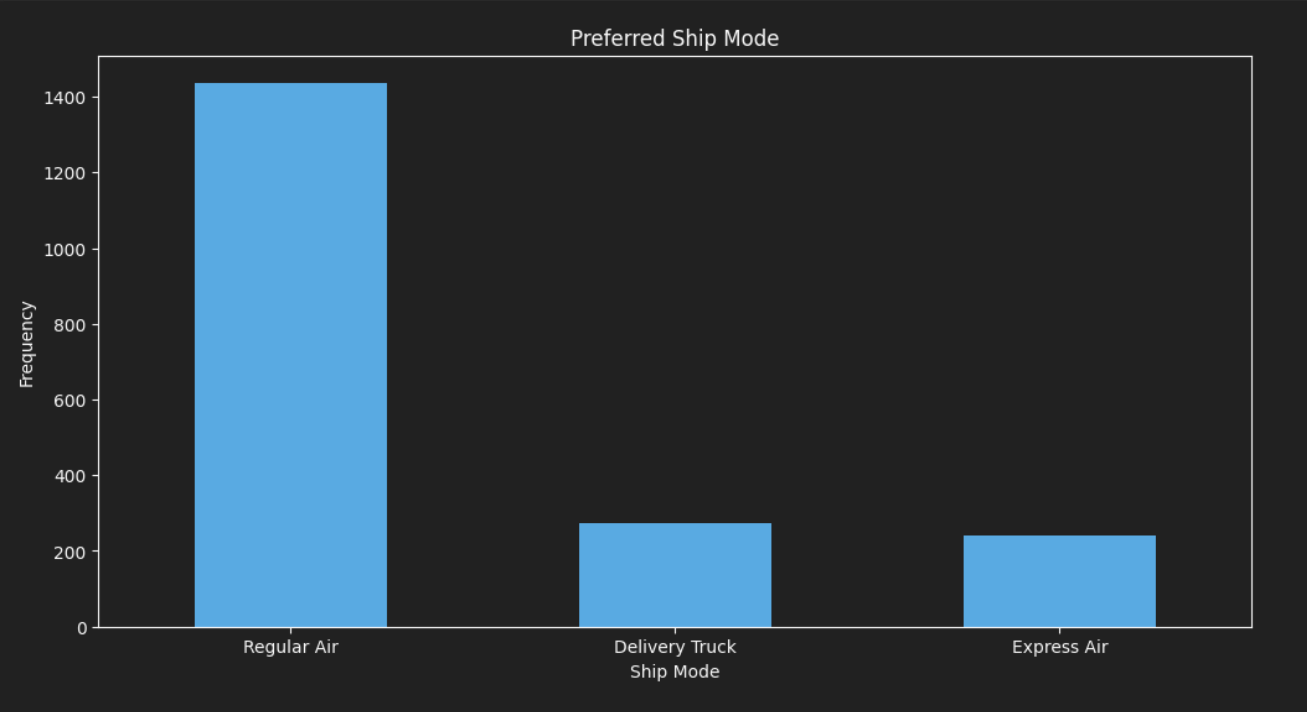 Preferred Ship Mode
1400
1200
1000
800
600
400
200
0
Frequency
Regular Air
Delivery Truck
Express Air
Ship Mode